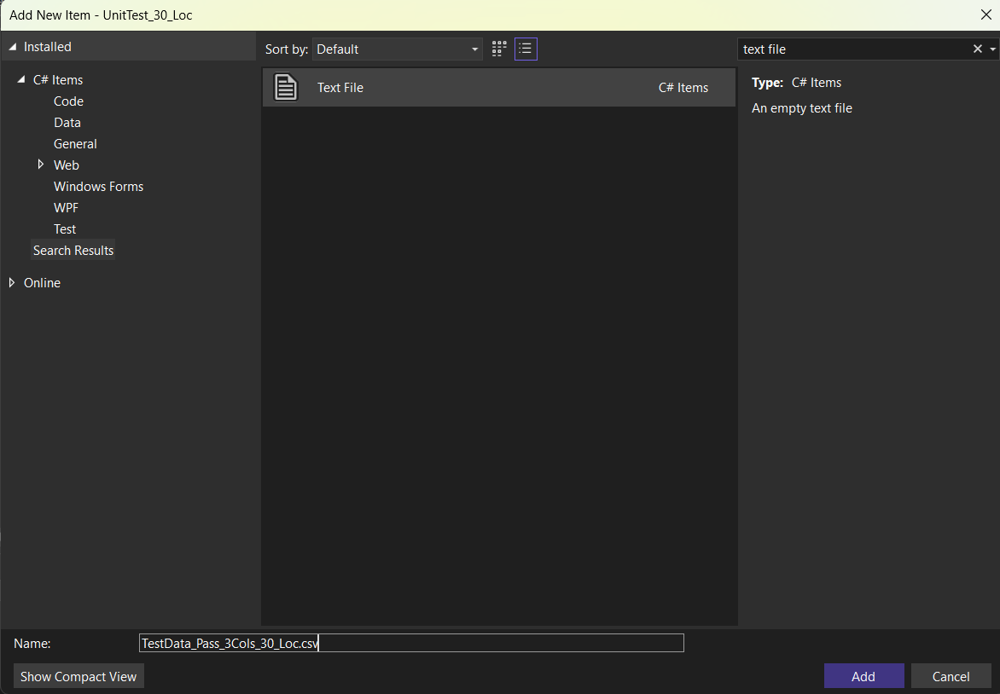 Add New Item - UnitTest_30_Loc
Installed
C# Items
Code
Data
General
Web
Windows Forms
WPF
Test
Search Results
Online
Sort by: Default
Text File C# Items
text file
Type: C# Items
An empty text file
Name: TestData_Pass_3Cols_30_Loc.csv
Show Compact View
Add Cancel